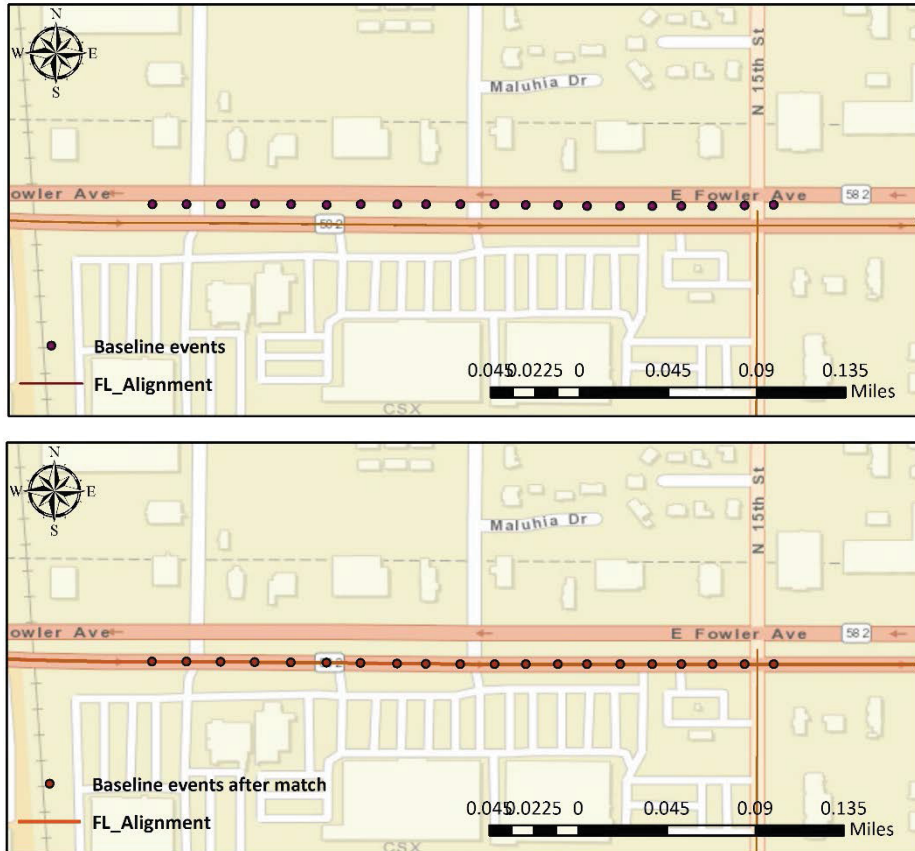 N
W E
S
N 15th St
Maluhia Dr
owler Ave
E Fowler Ave
582
582
Baseline events
FL_Alignment
0.045 0.0225 0 0.045 0.09 0.135
Miles
CSX
N
W E
S
N 15th St
Maluhia Dr
owler Ave
E Fowler Ave
582
Baseline events after match
FL_Alignment
0.045 0.0225 0 0.045 0.09 0.135
Miles
CSX